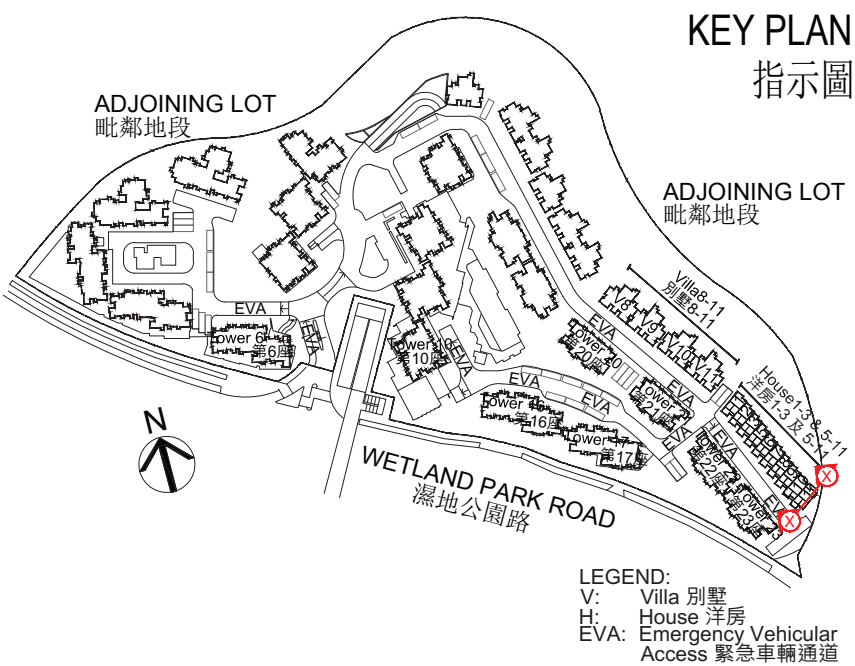 KEY PLAN
指示圖
ADJOINING LOT
毗鄰地段
ADJOINING LOT
毗鄰地段
Villa8-11
別墅8-11
V8
V9
V10
V11
House1-3 & 5-11
洋房1-3 及 5-11
EVA
EVA
Tower 6
第6座
EVA
Tower 10
第10座
EVA
EVA
EVA
EVA
Tower 20
第20座
EVA
第21座
EVA
EVA
Tower 16
第16座
Tower 17
第17座
第22座
Tower 23
第23座
EVA
X
X
N
WETLAND PARK ROAD
濕地公園路
LEGEND:
V: Villa 別墅
H: House 洋房
EVA: Emergency Vehicular
Access 緊急車輛通道